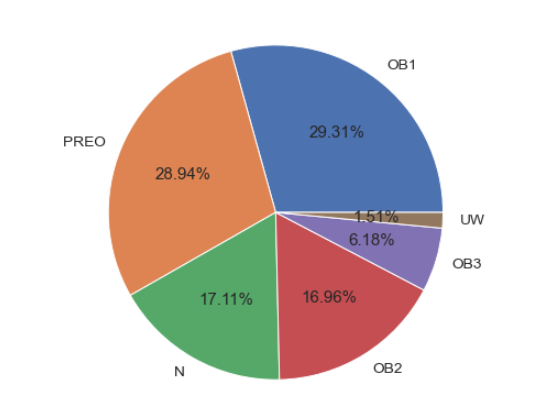 OB1
29.31%
PREO
28.94%
1.51%
UW
6.18%
OB3
17.11%
16.96%
N
OB2